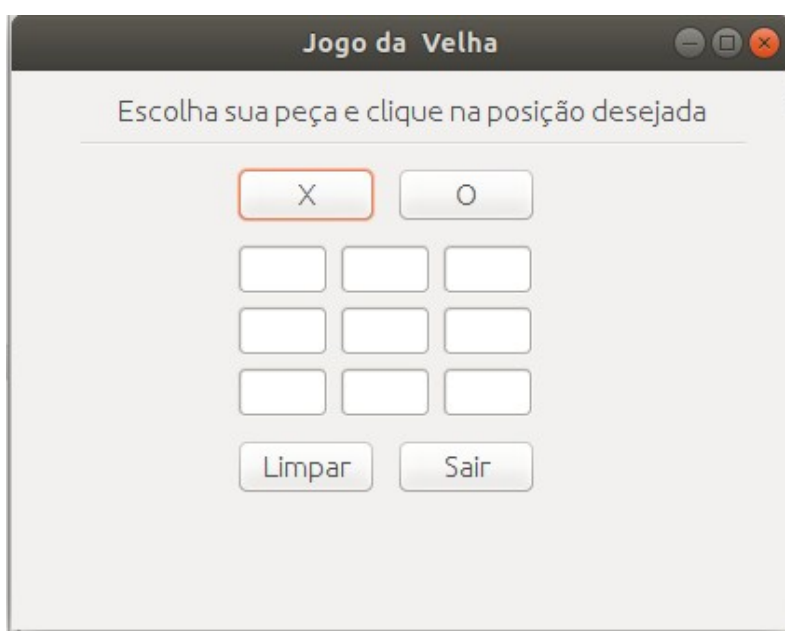 Jogo da  Velha
Escolha sua peça e clique na posição desejada
X O
Limpar Sair